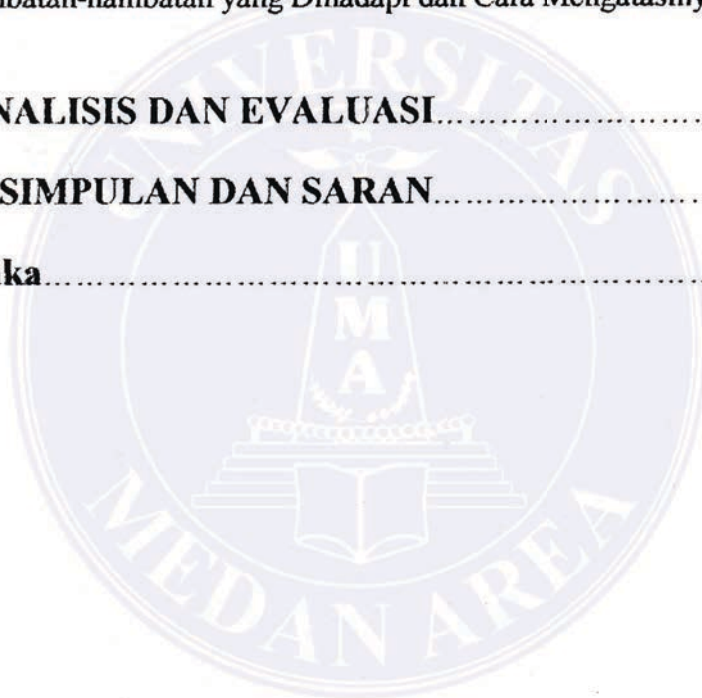 mbatan-hambatan yang Dihadapi dan Cara Mengatasiny
NALISIS DAN EVALUASI........................
SIMPULAN DAN SARAN........................
ka............................................................
UNIVERSITAS
U
M
A
MEDAN AREA